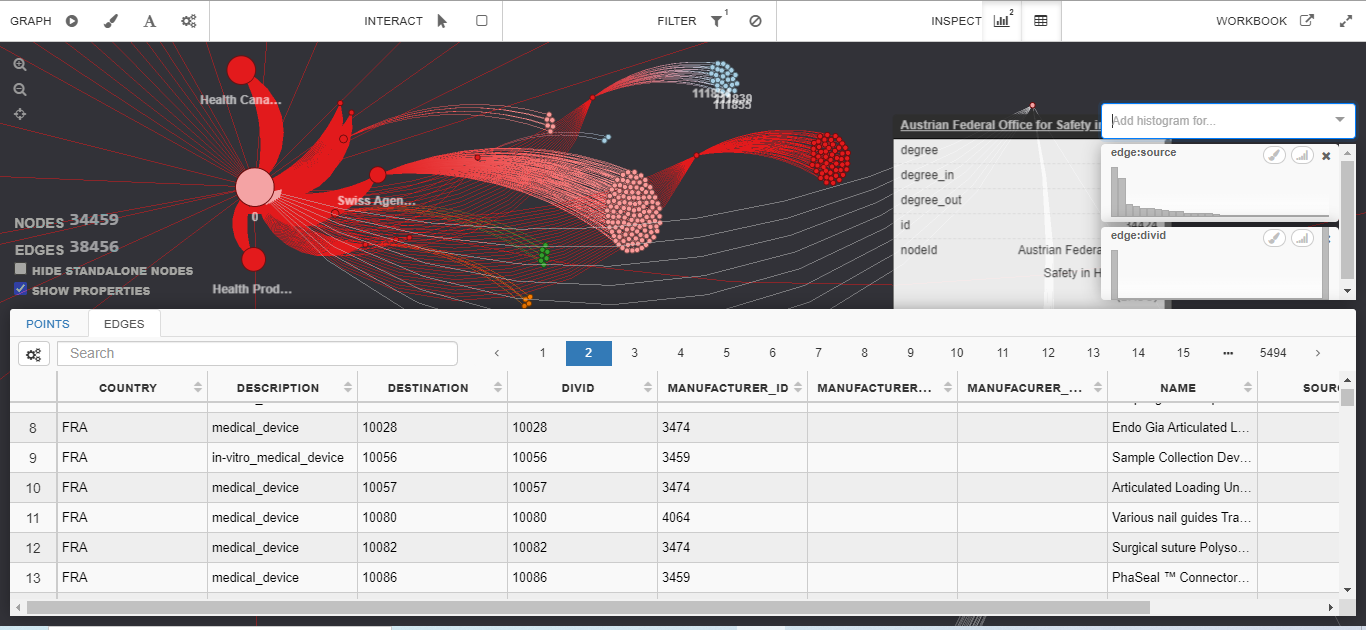 GRAPH INTERACT FILTER 1 INSPECT 2 WORKBOOK
Health Cana...
111839
111855
Swiss Agen...
0
Health Prod...
NODES 34459
EDGES 38456
HIDE STANDALONE NODES
SHOW PROPERTIES
Austrian Federal Office for Safety in
degree
degree_in
degree_out
id
nodeId Austrian Federa
Safety in H
Add histogram for...
edge:source
edge:divid
POINTS EDGES
Search
‹ 1 2 3 4 5 6 7 8 9 10 11 12 13 14 15 ... 5494 ›
COUNTRY DESCRIPTION DESTINATION DIVID MANUFACTURER_ID MANUFACTURER... MANUFACURER_... NAME SOUR
8 FRA medical_device 10028 10028 3474 Endo Gia Articulated L...
9 FRA in-vitro_medical_device 10056 10056 3459 Sample Collection Dev...
10 FRA medical_device 10057 10057 3474 Articulated Loading Un...
11 FRA medical_device 10080 10080 4064 Various nail guides Tra...
12 FRA medical_device 10082 10082 3474 Surgical suture Polyso...
13 FRA medical_device 10086 10086 3459 PhaSeal ™ Connector...